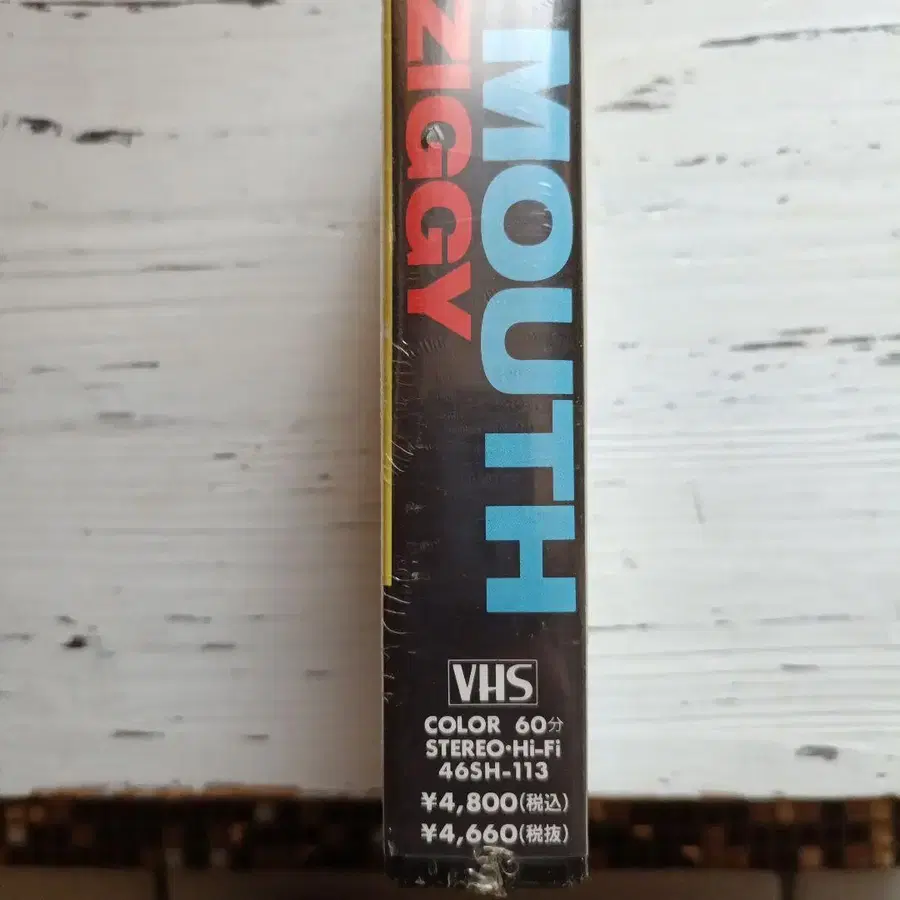 MOUTH
ZIGGY
VHS
COLOR 60分
STEREO·Hi-Fi
46SH-113
¥4,800(税込)
¥4,660(税抜)